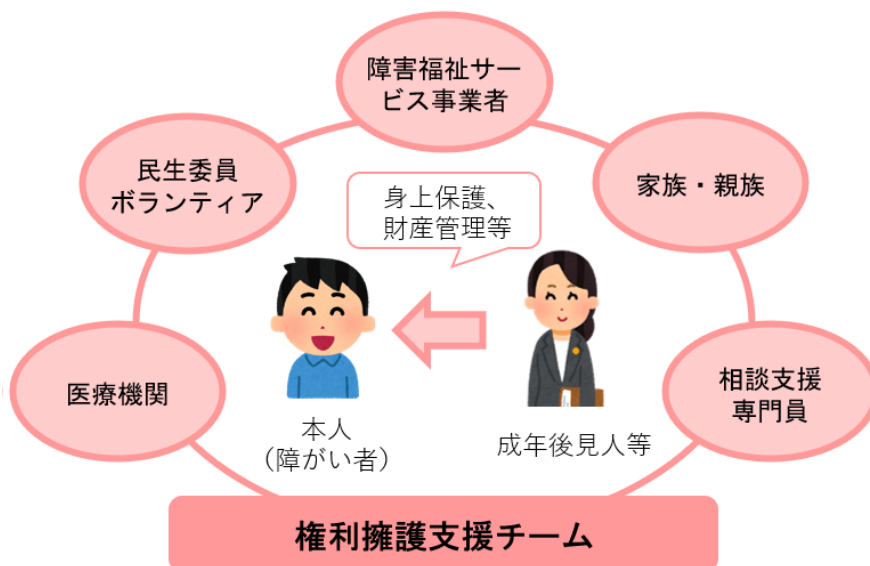 障害福祉サー
ビス事業者
民生委員
ボランティア
家族・親族
身上保護、
財産管理等
医療機関
相談支援
専門員
本人
（障がい者）
成年後見人等
権利擁護支援チーム